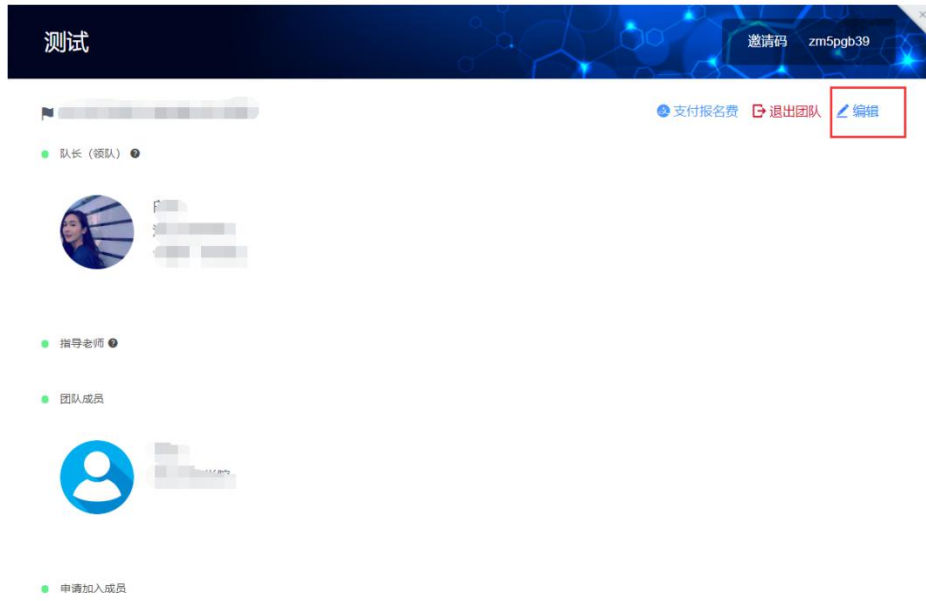 测试
邀请码 zm5pgb39
支付报名费 退出团队 编辑
队长（领队）
指导老师
团队成员
申请加入成员